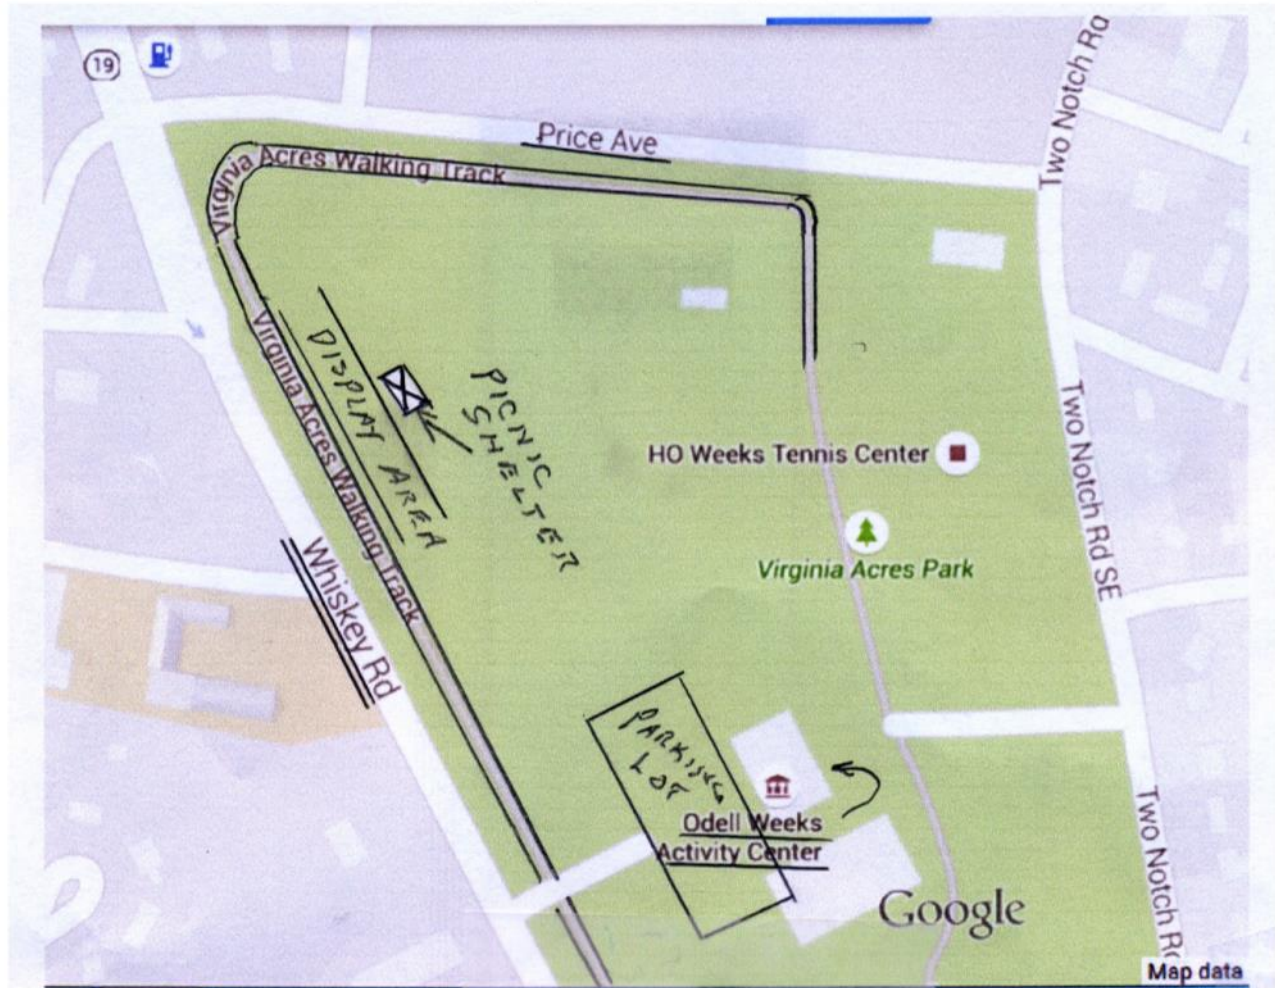 19
Two Notch Rd
Price Ave
Virginia Acres Walking Track
Virginia Acres Walking Track
DISPLAY AREA
PICNIC
SHELTER
HO Weeks Tennis Center
Two Notch Rd SE
Virginia Acres Park
Whiskey Rd
PARKING
LOT
Odell Weeks
Activity Center
Two Notch Rd
Google
Map data